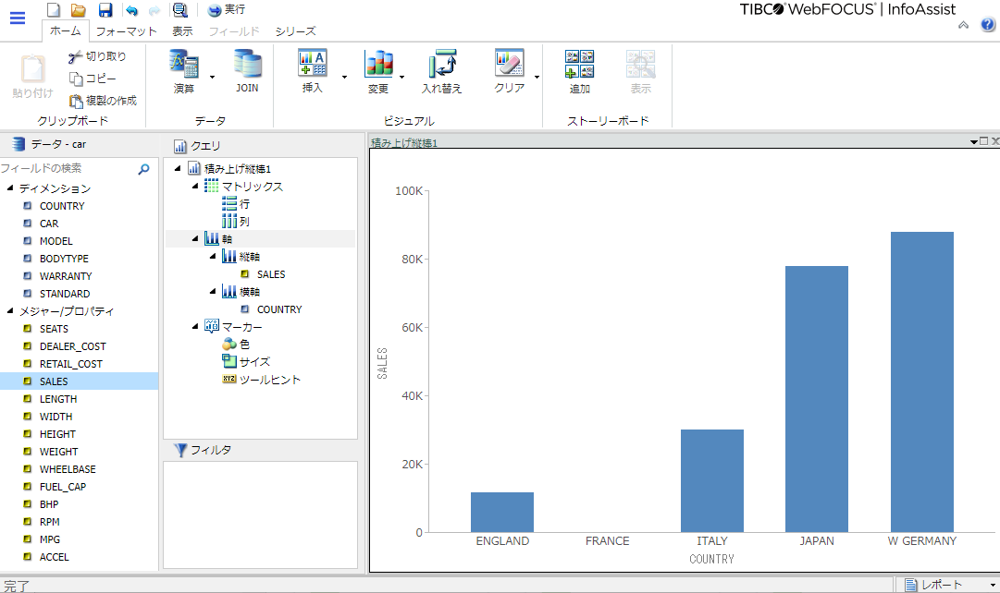 実行
TIBCO WebFOCUS | InfoAssist
ホーム フォーマット 表示 フィールド シリーズ
貼り付け
切り取り
コピー
複製の作成
クリップボード
演算
JOIN
データ
挿入
変更
入れ替え
クリア
ビジュアル
追加
表示
ストーリーボード
データ - car
フィールドの検索
ディメンション
COUNTRY
CAR
MODEL
BODYTYPE
WARRANTY
STANDARD
メジャー/プロパティ
SEATS
DEALER_COST
RETAIL_COST
SALES
LENGTH
WIDTH
HEIGHT
WEIGHT
WHEELBASE
FUEL_CAP
BHP
RPM
MPG
ACCEL
クエリ
積み上げ縦棒1
マトリックス
行
列
軸
縦軸
SALES
横軸
COUNTRY
マーカー
色
サイズ
ツールヒント
フィルタ
積み上げ縦棒1
100K
80K
60K
40K
20K
0
SALES
ENGLAND FRANCE ITALY JAPAN W GERMANY
COUNTRY
完了
レポート